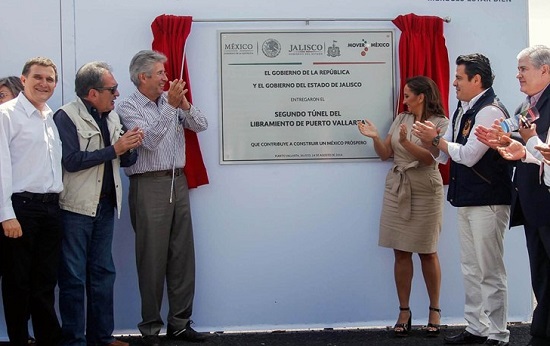 MÉXICO JALISCO MOVER A MÉXICO
EL GOBIERNO DE LA REPÚBLICA
Y EL GOBIERNO DEL ESTADO DE JALISCO
ENTREGARON EL
SEGUNDO TÚNEL DEL
LIBRAMIENTO DE PUERTO VALLARTA
QUE CONTRIBUYE A CONSTRUIR UN MÉXICO PRÓSPERO